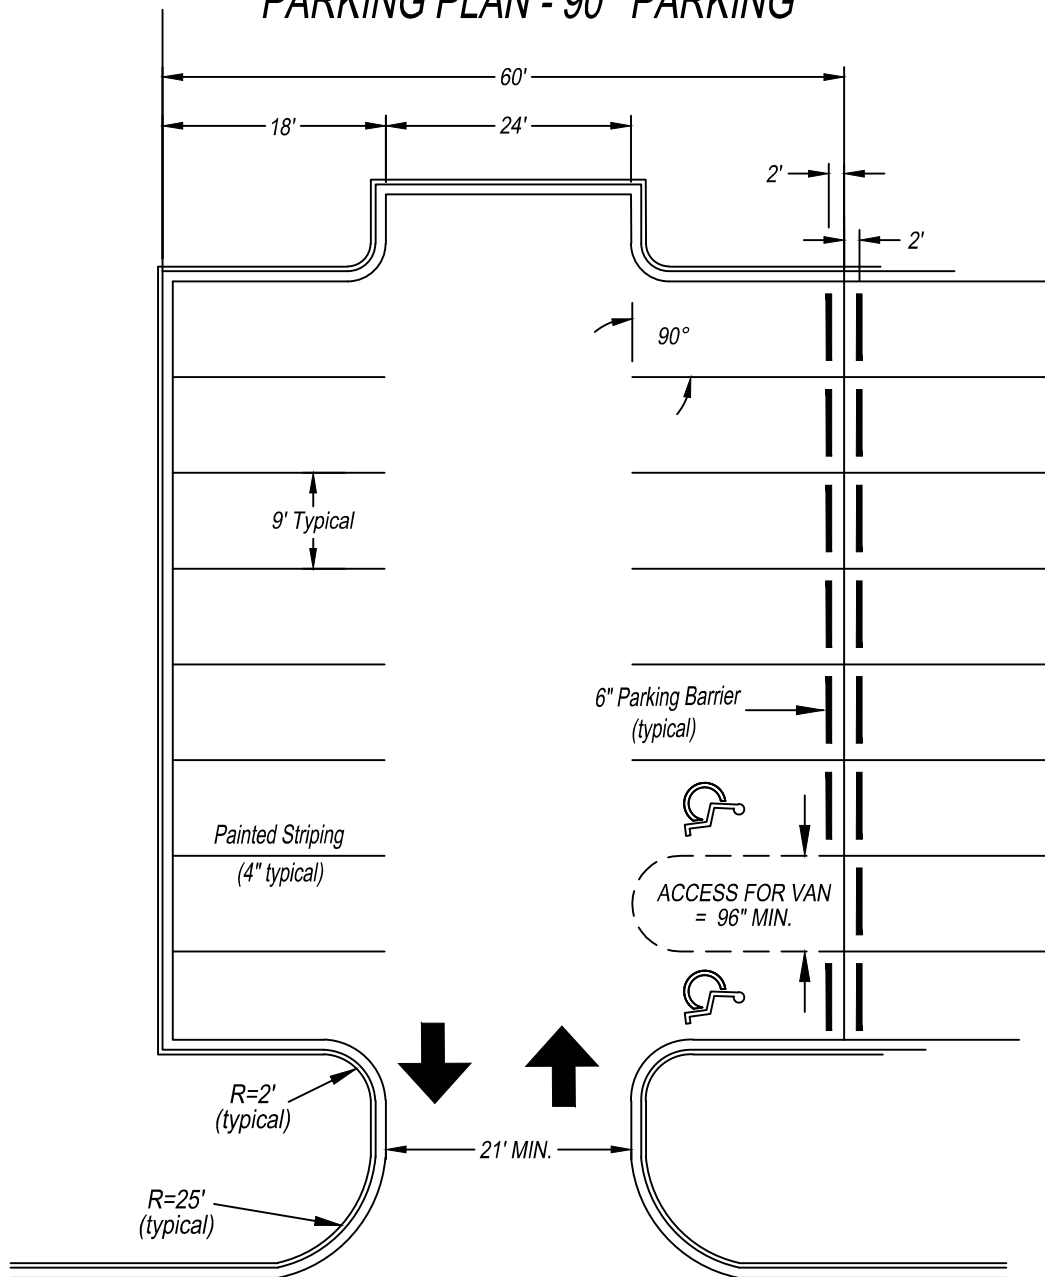 PARKING PLAN - 90° PARKING
60'
18'
24'
2'
2'
90°
9' Typical
6" Parking Barrier
(typical)
Painted Striping
(4" typical)
ACCESS FOR VAN
= 96" MIN.
R=2'
(typical)
21' MIN.
R=25'
(typical)